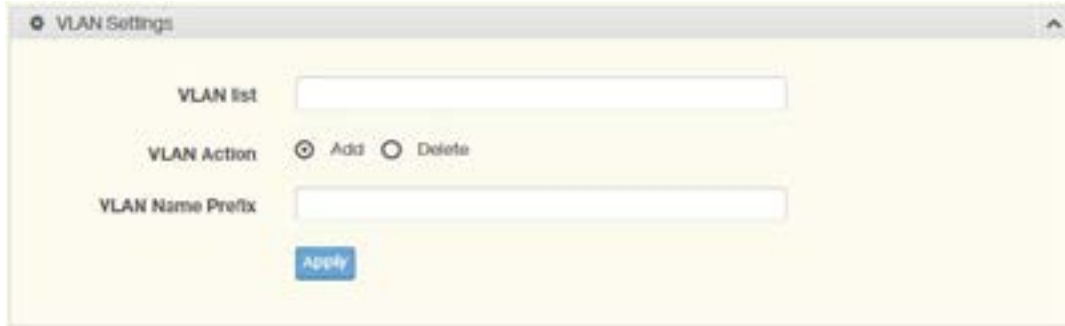 VLAN Settings
VLAN list
VLAN Action Add Delete
VLAN Name Prefix
Apply